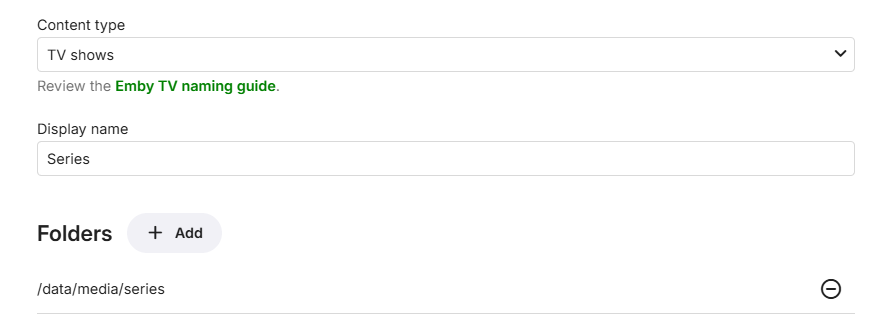 Content type
TV shows
Review the Emby TV naming guide.
Display name
Series
Folders + Add
/data/media/series